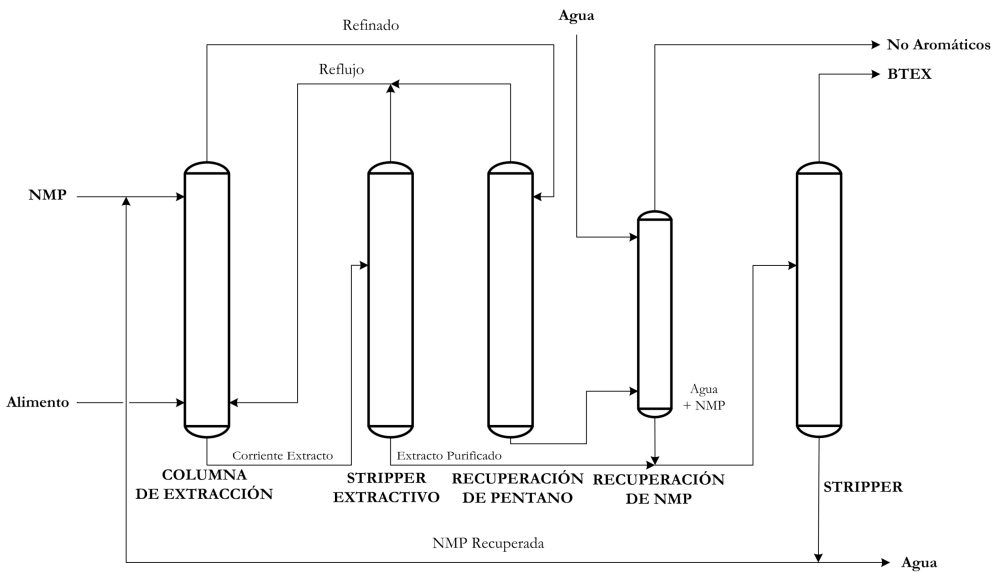 Agua
Refinado
No Aromáticos
Reflujo
BTEX
NMP
Alimento
Agua
+ NMP
Corriente Extracto
Extracto Purificado
COLUMNA
DE EXTRACCIÓN
STRIPPER
EXTRACTIVO
RECUPERACIÓN
DE PENTANO
RECUPERACIÓN
DE NMP
STRIPPER
NMP Recuperada
Agua